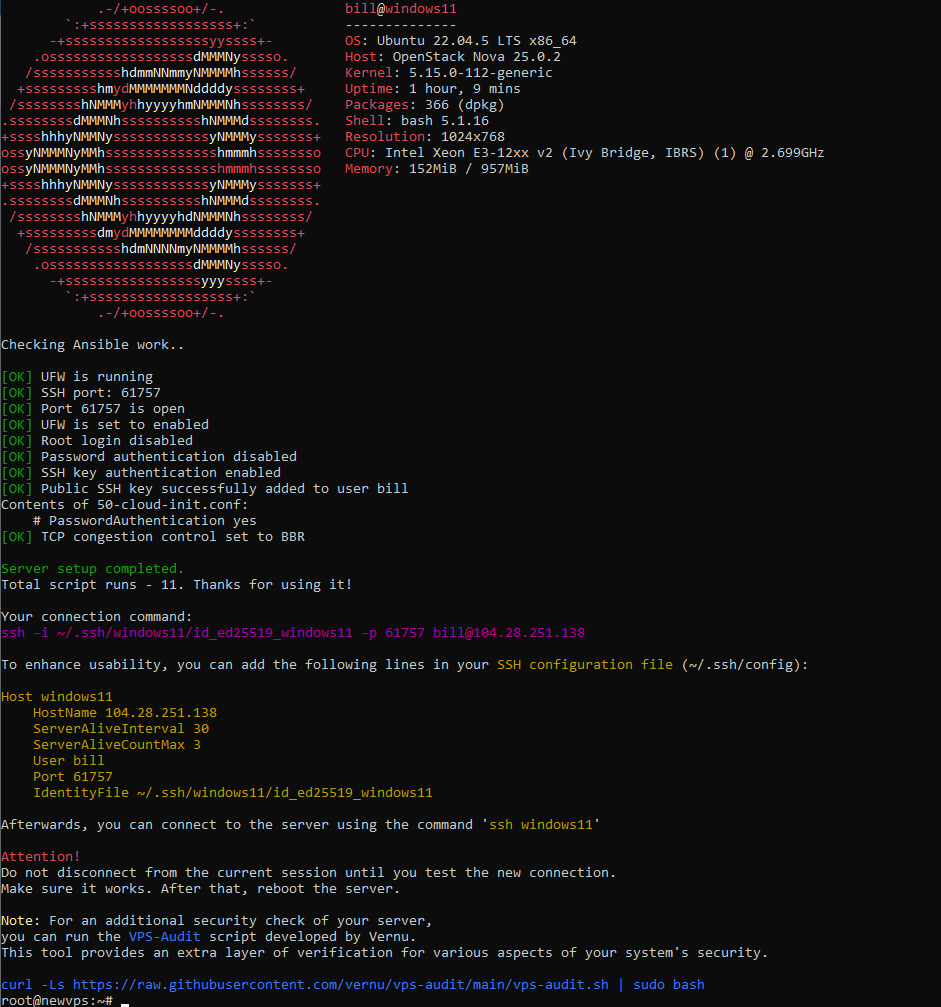 .-/+oossssoo+/-.               bill@windows11
`:+ssssssssssssssssss+:`           --------------
-+ssssssssssssssssssyyssss+-         OS: Ubuntu 22.04.5 LTS x86_64
.ossssssssssssssssssdMMMNysssso.       Host: OpenStack Nova 25.0.2
/ssssssssssshdmmNNmmyNMMMMhssssss/      Kernel: 5.15.0-112-generic
+ssssssssshmydMMMMMMMNddddyssssssss+     Uptime: 1 hour, 9 mins
/sssssssshNMMMyhhyyyyhmNMMMNhssssssss/    Packages: 366 (dpkg)
.ssssssssdMMMNhsssssssssshNMMMdssssssss.   Shell: bash 5.1.16
+sssshhhyNMMNyssssssssssssyNMMMysssssss+   Resolution: 1024x768
ossyNMMMNyMMhsssssssssssssshmmmhssssssso   CPU: Intel Xeon E3-12xx v2 (Ivy Bridge, IBRS) (1) @ 2.699GHz
ossyNMMMNyMMhsssssssssssssshmmmhssssssso   Memory: 152MiB / 957MiB
+sssshhhyNMMNyssssssssssssyNMMMysssssss+
.ssssssssdMMMNhsssssssssshNMMMdssssssss.
/sssssssshNMMMyhhyyyyhdNMMMNhssssssss/
+sssssssssdmydMMMMMMMMddddyssssssss+
/ssssssssssshdmNNNNmyNMMMMhssssss/
.ossssssssssssssssssdMMMNysssso.
-+sssssssssssssssssyyyssss+-
`:+ssssssssssssssssss+:`
.-/+oossssoo+/-.
Checking Ansible work..
[OK] UFW is running
[OK] SSH port: 61757
[OK] Port 61757 is open
[OK] UFW is set to enabled
[OK] Root login disabled
[OK] Password authentication disabled
[OK] SSH key authentication enabled
[OK] Public SSH key successfully added to user bill
Contents of 50-cloud-init.conf:
# PasswordAuthentication yes
[OK] TCP congestion control set to BBR
Server setup completed.
Total script runs - 11. Thanks for using it!
Your connection command:
ssh -i ~/.ssh/windows11/id_ed25519_windows11 -p 61757 bill@104.28.251.138
To enhance usability, you can add the following lines in your SSH configuration file (~/.ssh/config):
Host windows11
HostName 104.28.251.138
ServerAliveInterval 30
ServerAliveCountMax 3
User bill
Port 61757
IdentityFile ~/.ssh/windows11/id_ed25519_windows11
Afterwards, you can connect to the server using the command 'ssh windows11'
Attention!
Do not disconnect from the current session until you test the new connection.
Make sure it works. After that, reboot the server.
Note: For an additional security check of your server,
you can run the VPS-Audit script developed by Vernu.
This tool provides an extra layer of verification for various aspects of your system's security.
curl -Ls https://raw.githubusercontent.com/vernu/vps-audit/main/vps-audit.sh | sudo bash
root@newvps:~#